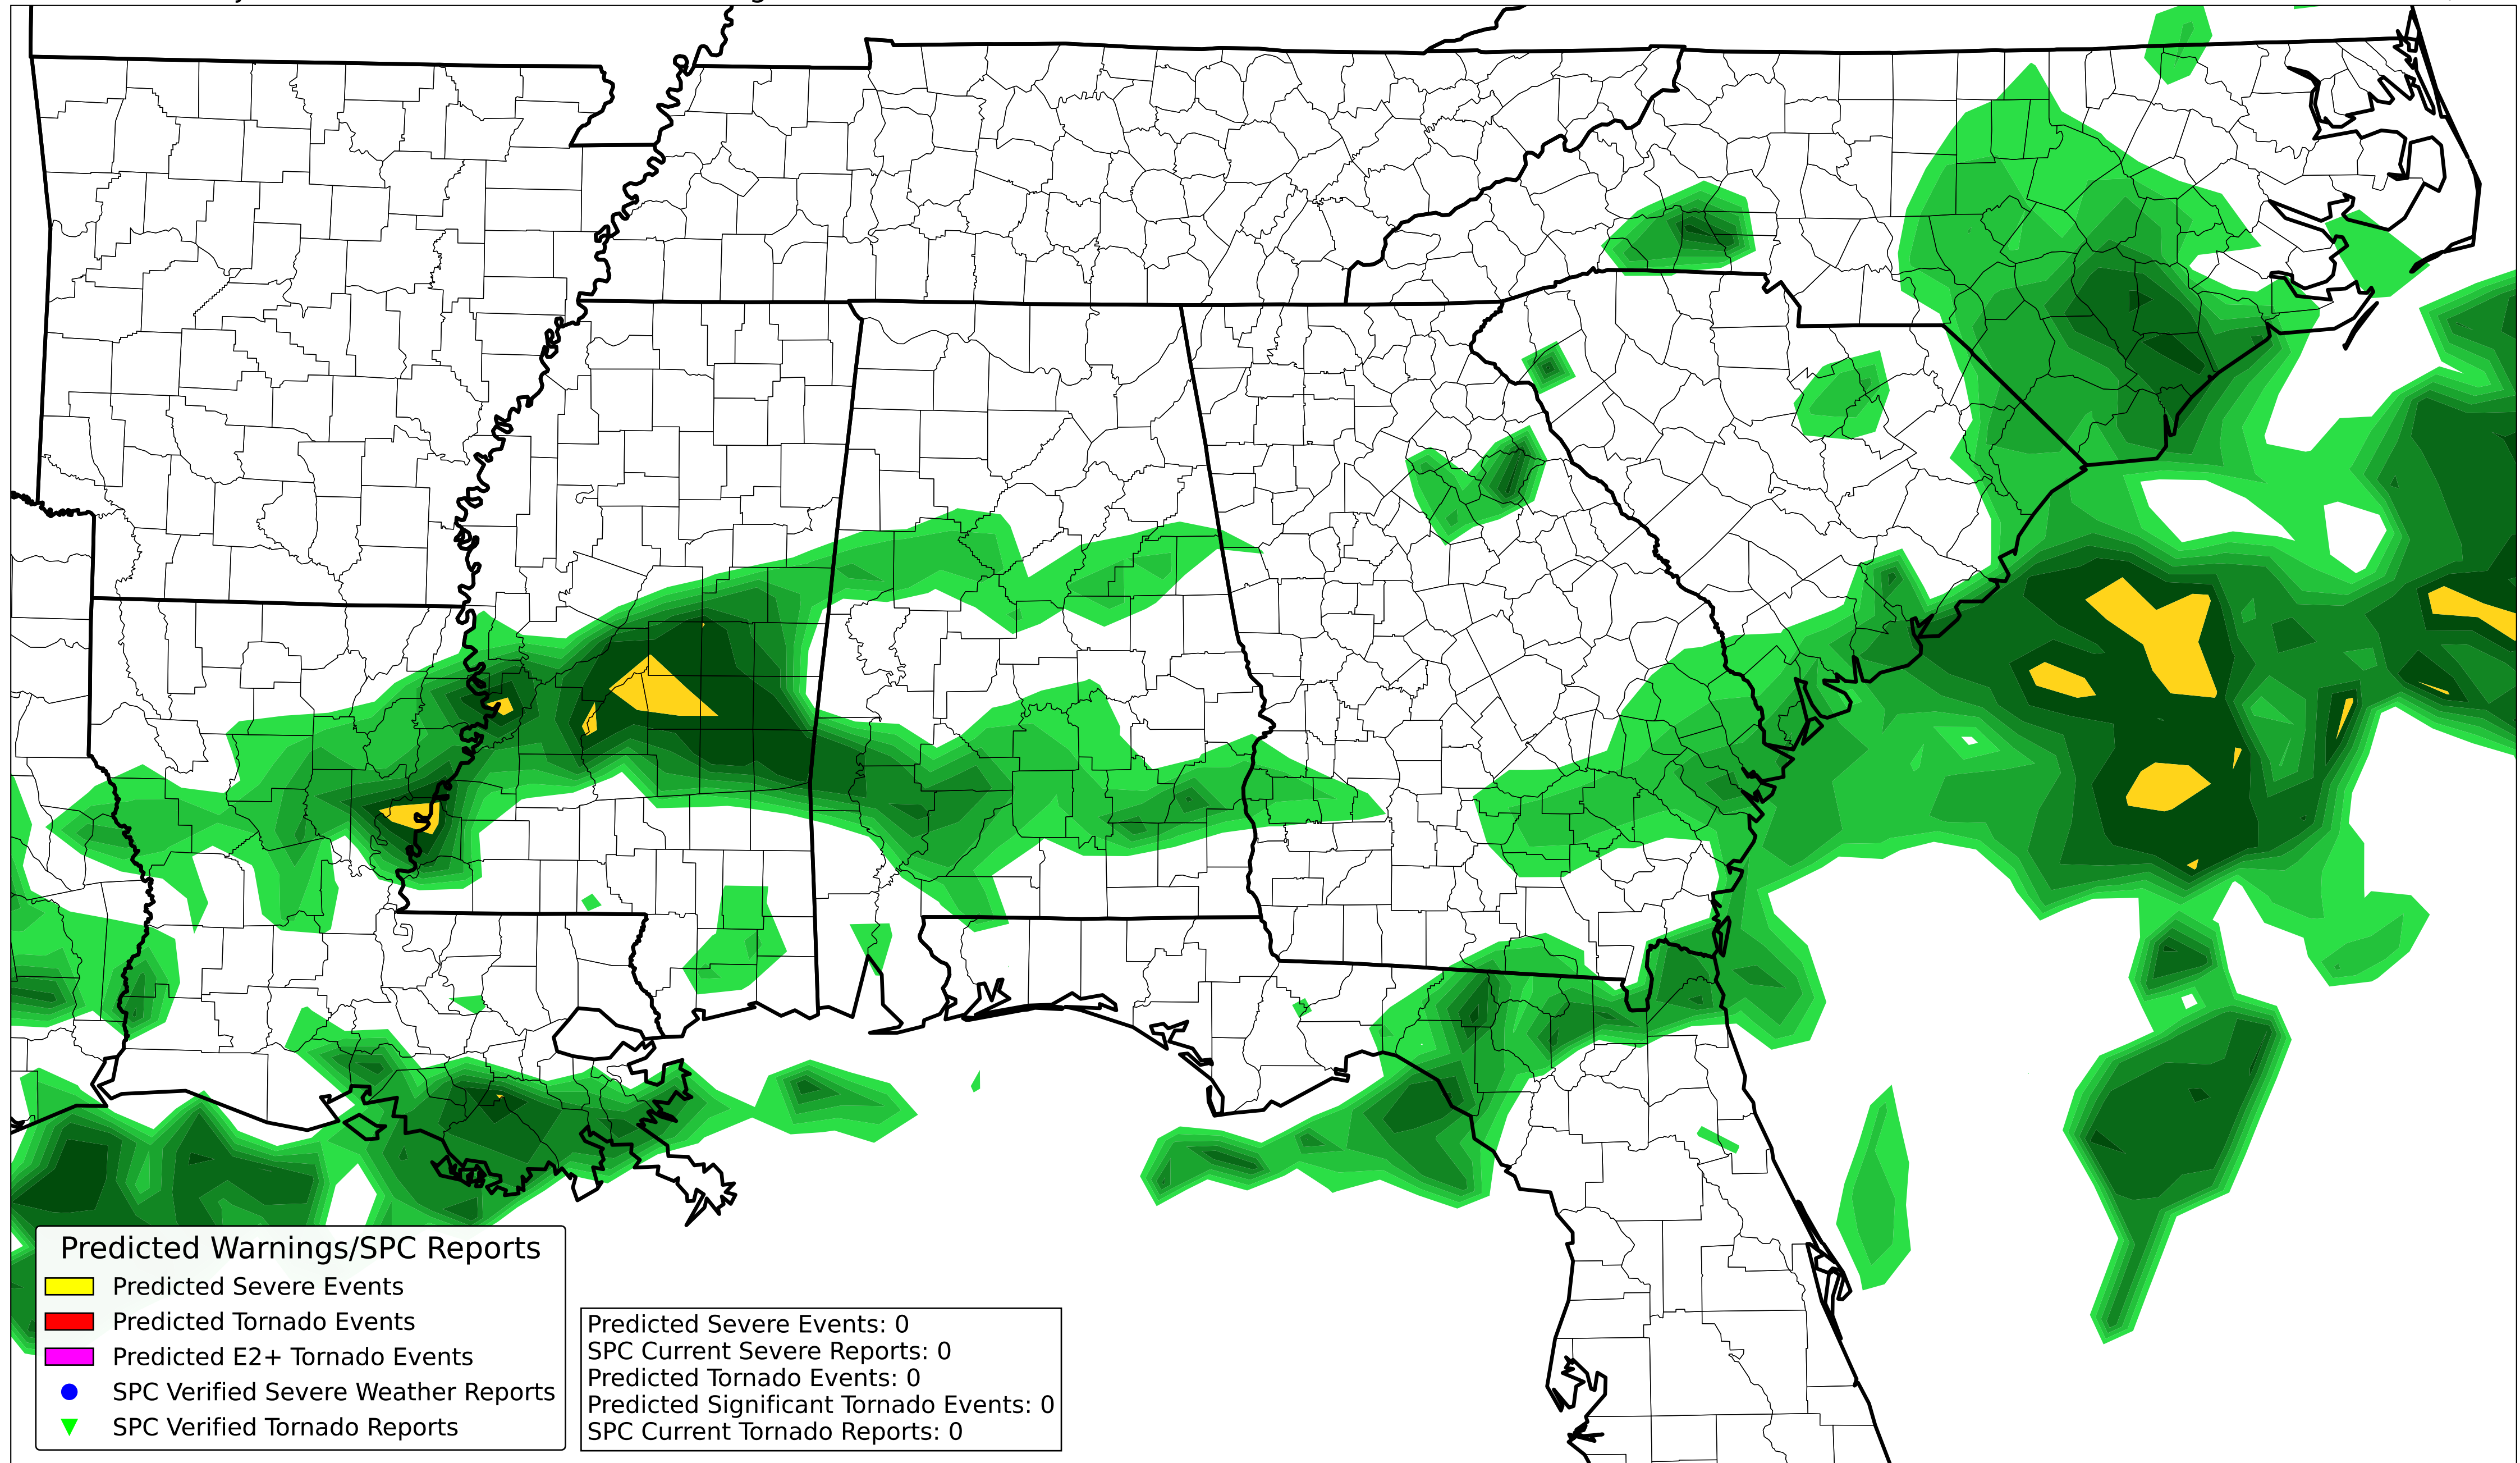 Predicted Warnings/SPC Reports
Predicted Severe Events
Predicted Tornado Events
Predicted E2+ Tornado Events
SPC Verified Severe Weather Reports
SPC Verified Tornado Reports
Predicted Severe Events: 0
SPC Current Severe Reports: 0
Predicted Tornado Events: 0
Predicted Significant Tornado Events: 0
SPC Current Tornado Reports: 0